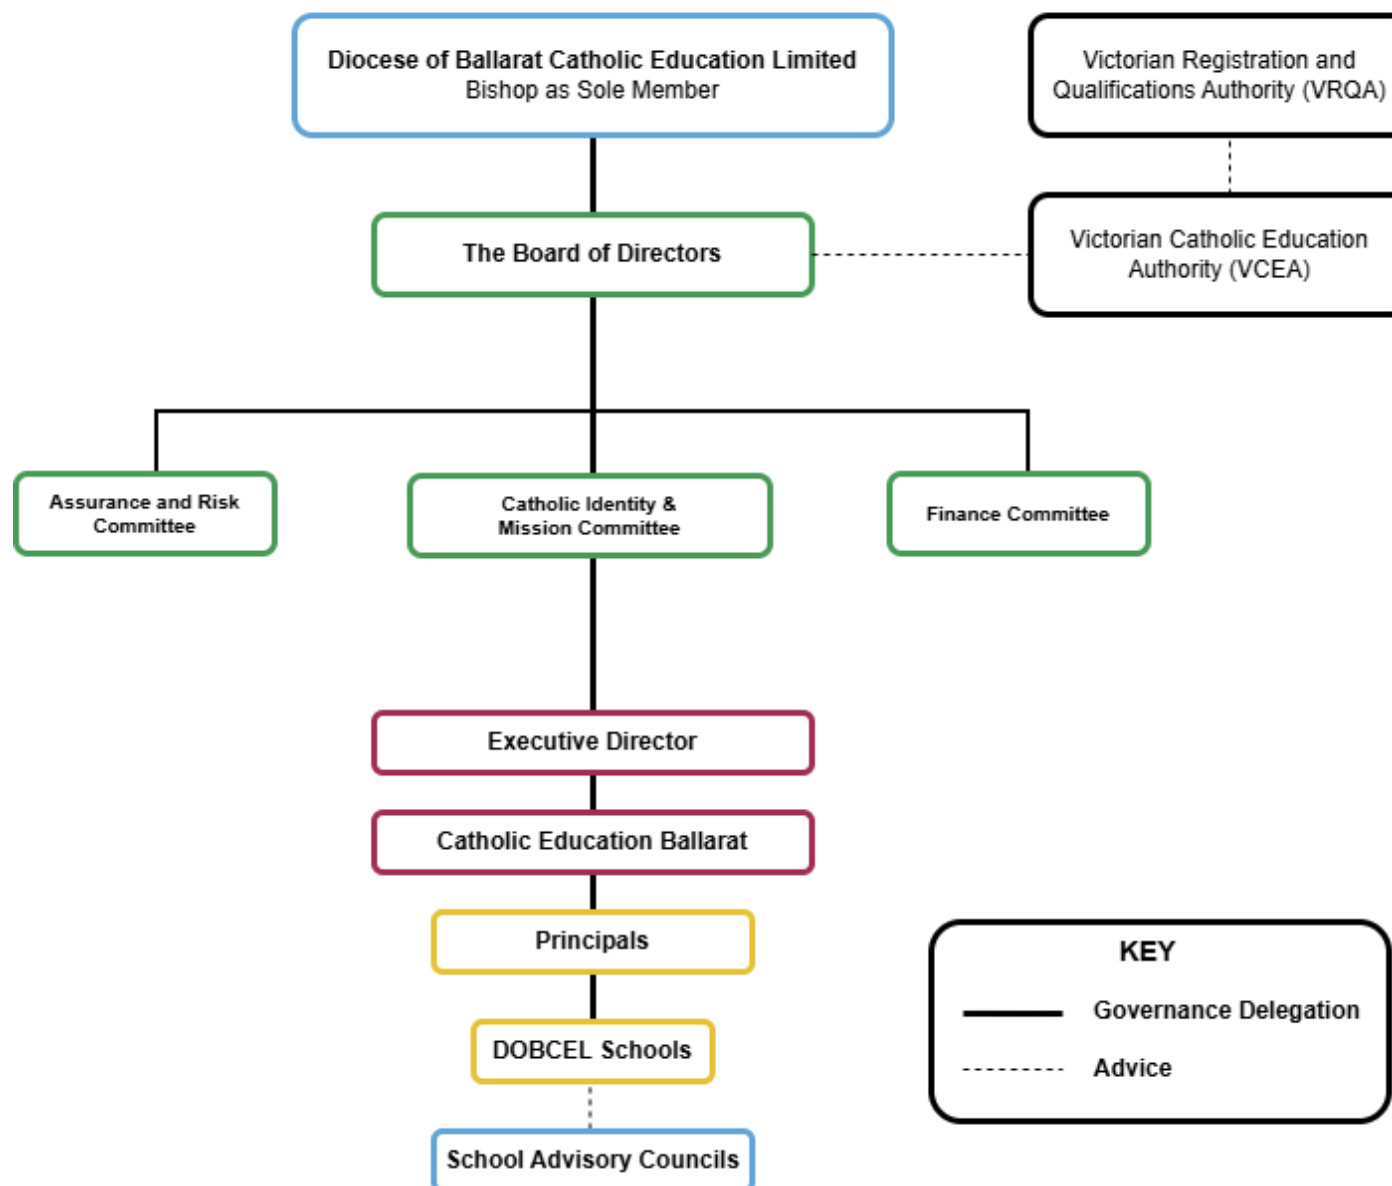 Diocese of Ballarat Catholic Education Limited
Bishop as Sole Member
Victorian Registration and
Qualifications Authority (VRQA)
The Board of Directors
Victorian Catholic Education
Authority (VCEA)
Assurance and Risk
Committee
Catholic Identity &
Mission Committee
Finance Committee
Executive Director
Catholic Education Ballarat
Principals
DOBCEL Schools
School Advisory Councils
KEY
Governance Delegation
Advice